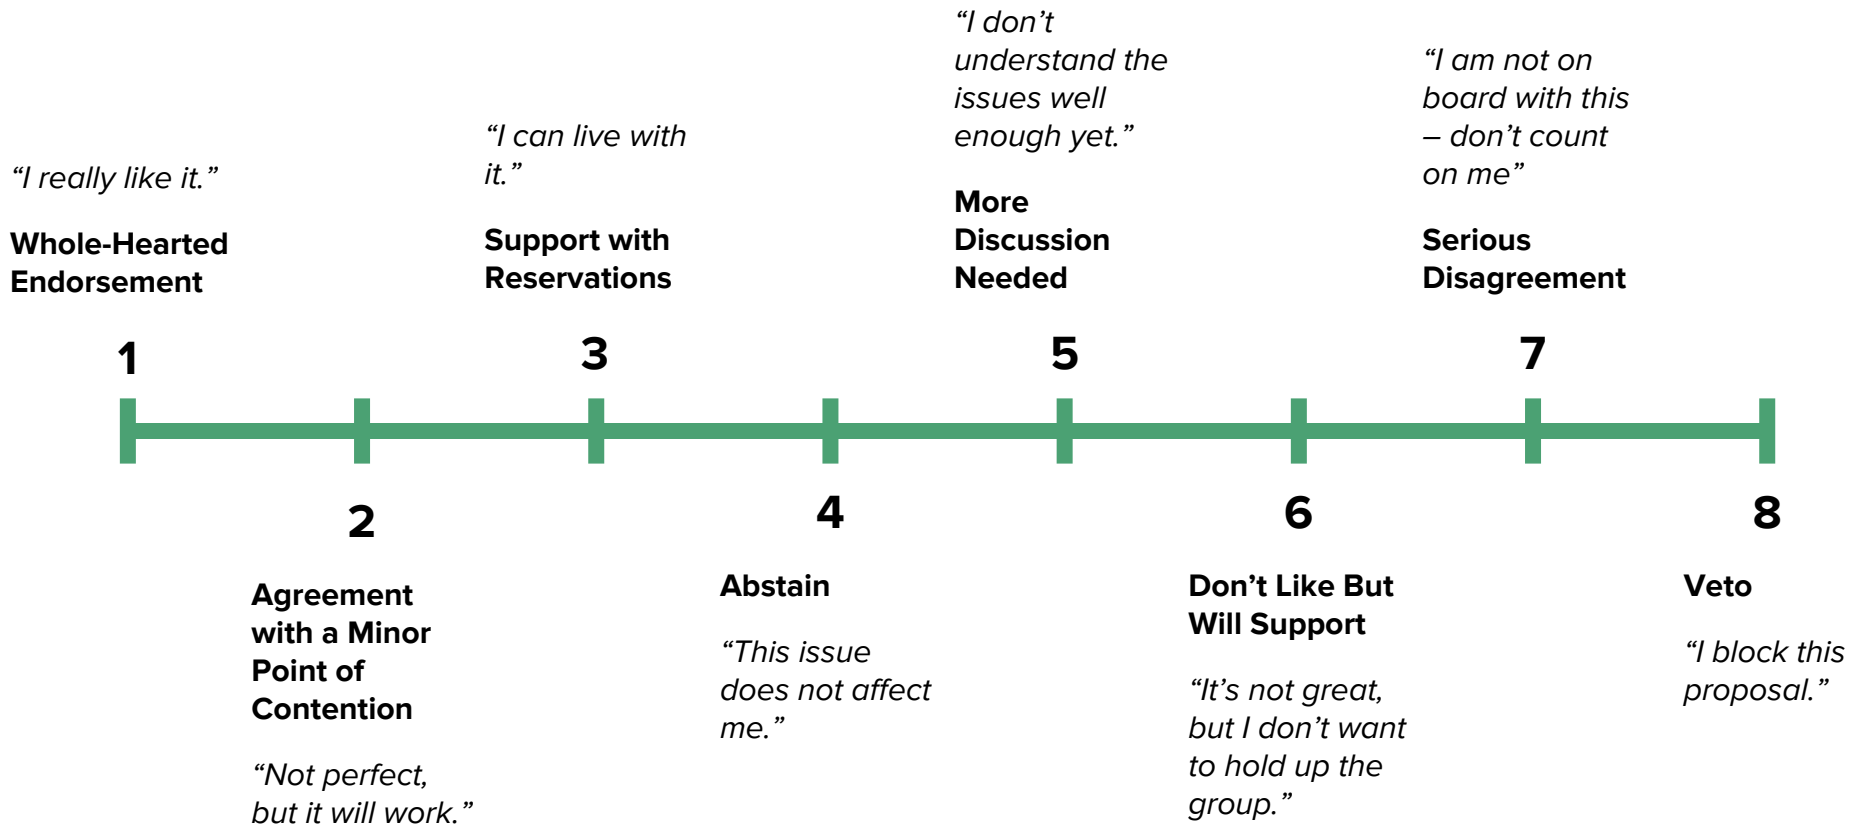 “I really like it.”
Whole-Hearted
Endorsement
1
2
Agreement
with a Minor
Point of
Contention
“Not perfect,
but it will work.”
“I can live with
it.”
Support with
Reservations
3
4
Abstain
“This issue
does not affect
me.”
“I don’t
understand the
issues well
enough yet.”
More
Discussion
Needed
5
6
Don’t Like But
Will Support
“It’s not great,
but I don’t want
to hold up the
group.”
“I am not on
board with this
– don’t count
on me”
Serious
Disagreement
7
8
Veto
“I block this
proposal.”